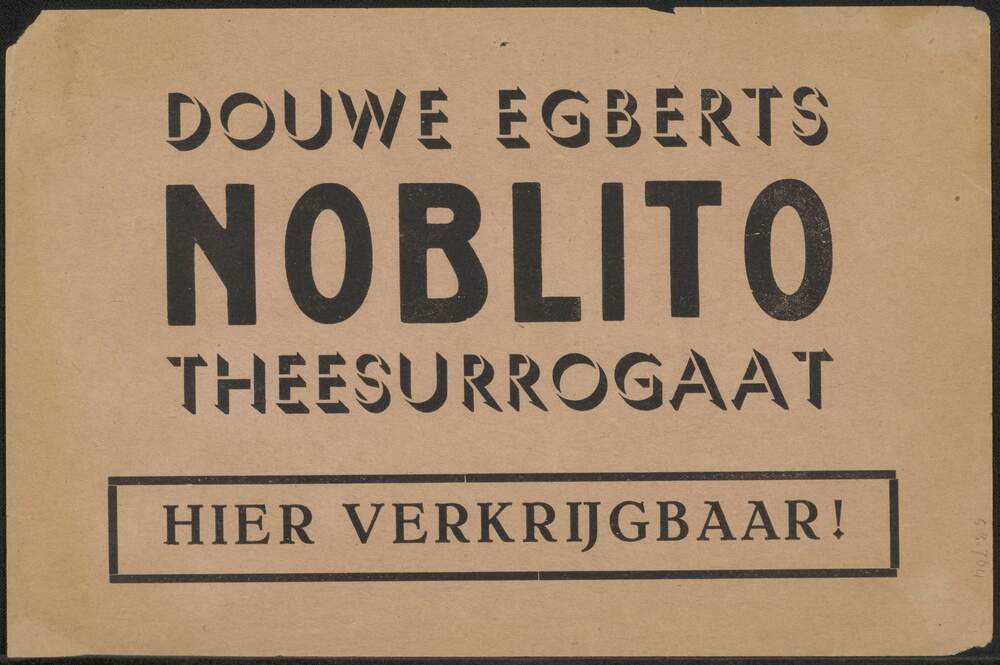 DOUWE EGBERTS
NOBLITO
THEESURROGAAT
HIER VERKRIJGBAAR!